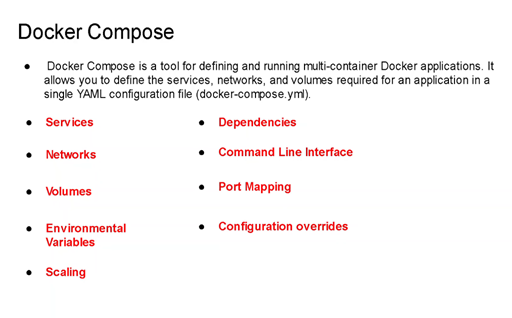 Docker Compose
● Docker Compose is a tool for defining and running multi-container Docker applications. It
allows you to define the services, networks, and volumes required for an application in a
single YAML configuration file (docker-compose.yml).
● Services
● Networks
● Volumes
● Environmental
Variables
● Scaling
● Dependencies
● Command Line Interface
● Port Mapping
● Configuration overrides